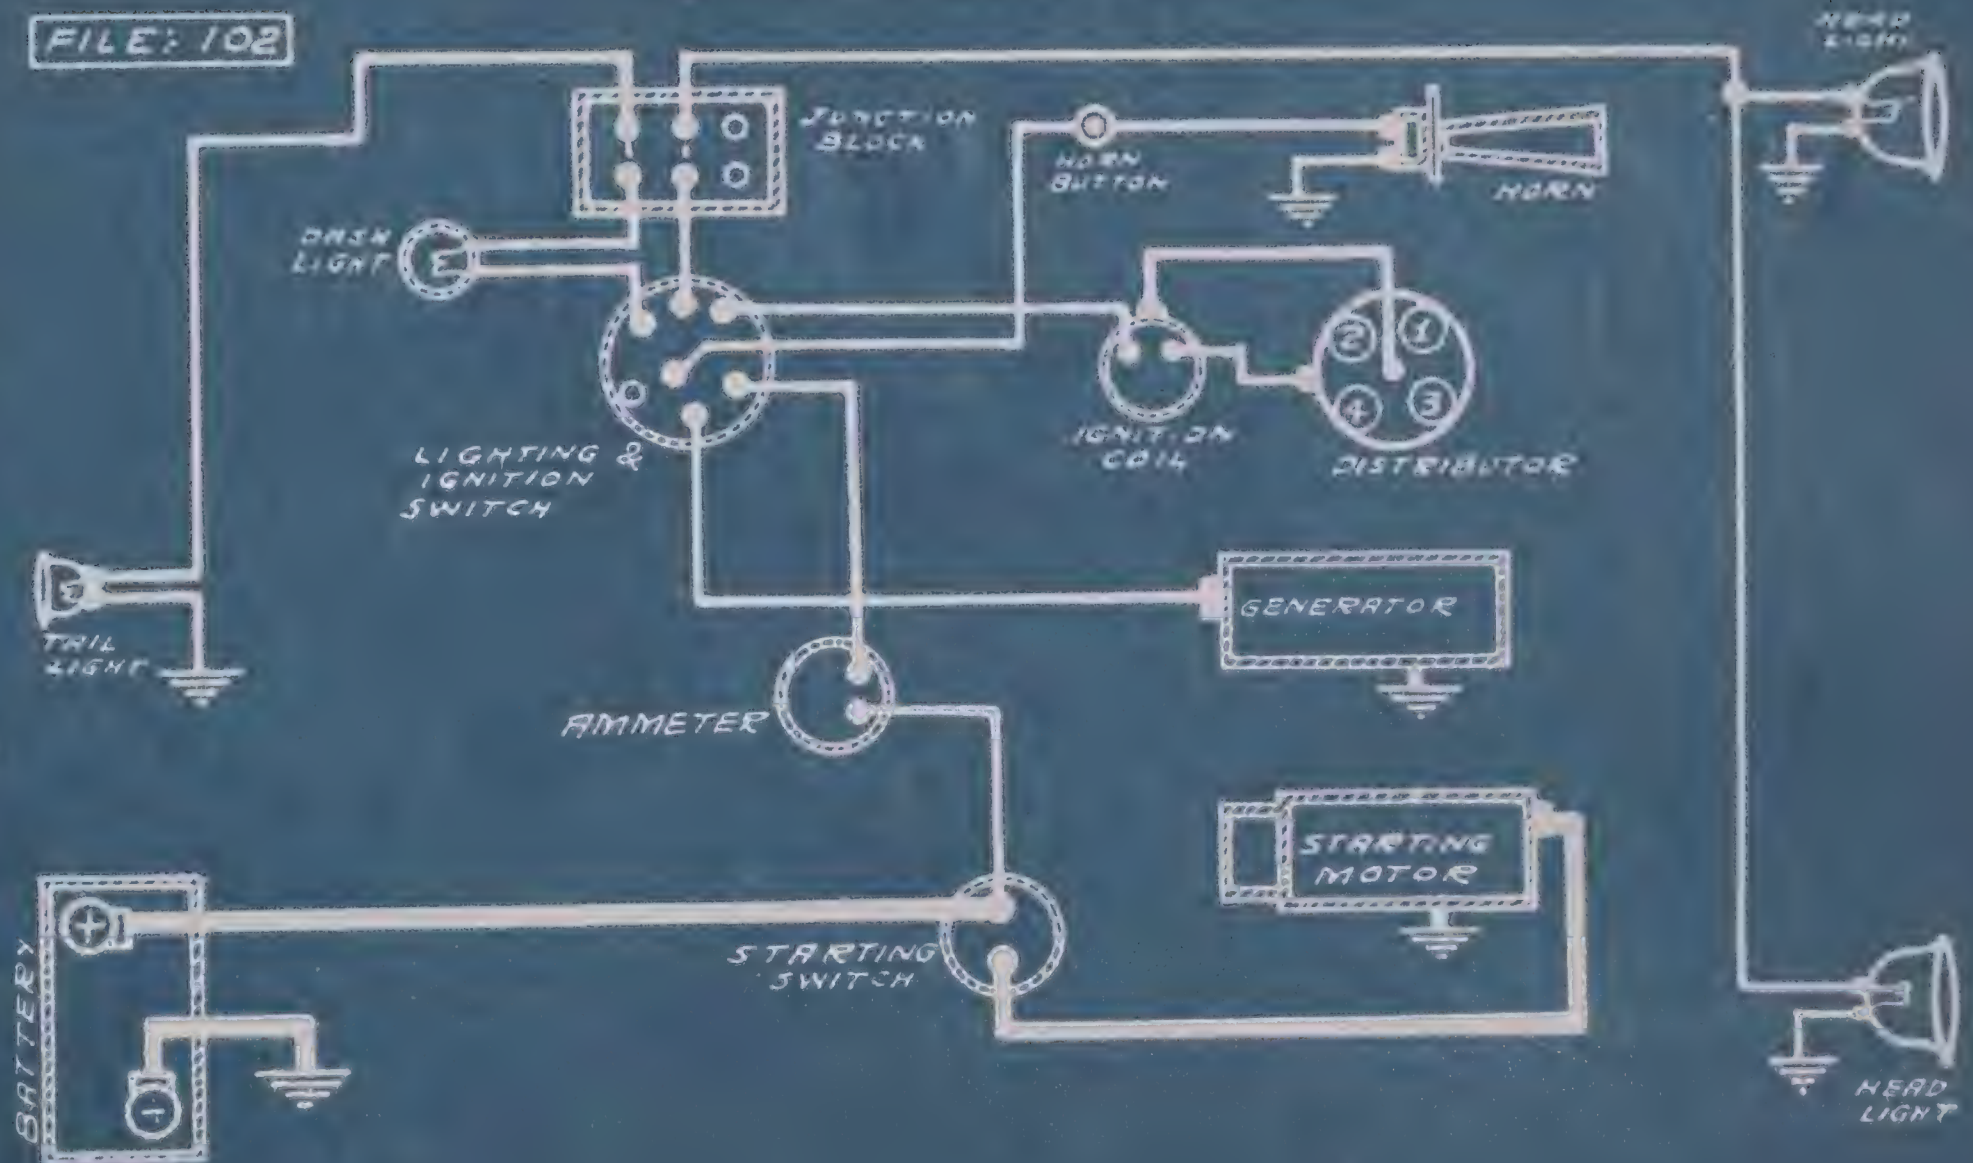 FILE: 102
HEAD
LIGHT
JUNCTION
BLOCK
HORN
BUTTON
HORN
DASH
LIGHT
2
1
4
3
IGNITION
COIL
DISTRIBUTOR
LIGHTING &
IGNITION
SWITCH
TAIL
LIGHT
GENERATOR
AMMETER
STARTING
MOTOR
BATTERY
+
STARTING
SWITCH
-
HEAD
LIGHT